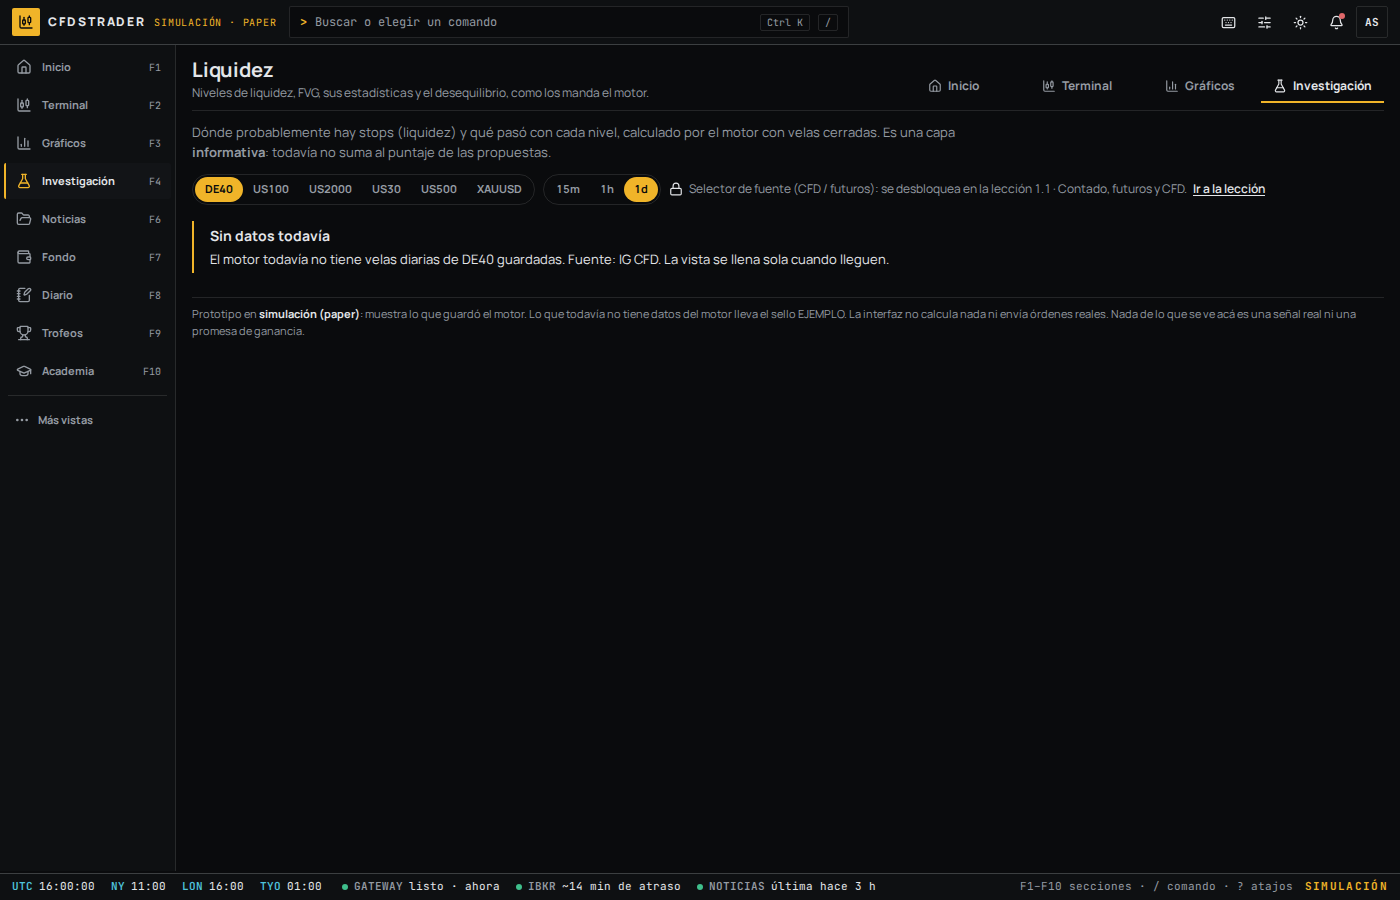 CFDSTRADER SIMULACIÓN · PAPER > Buscar o elegir un comando Ctrl K / AS
Inicio F1
Terminal F2
Gráficos F3
Investigación F4
Noticias F6
Fondo F7
Diario F8
Trofeos F9
Academia F10
Más vistas
Liquidez
Niveles de liquidez, FVG, sus estadísticas y el desequilibrio, como los manda el motor.
Inicio Terminal Gráficos Investigación
Dónde probablemente hay stops (liquidez) y qué pasó con cada nivel, calculado por el motor con velas cerradas. Es una capa
informativa: todavía no suma al puntaje de las propuestas.
DE40 US100 US2000 US30 US500 XAUUSD 15m 1h 1d Selector de fuente (CFD / futuros): se desbloquea en la lección 1.1 · Contado, futuros y CFD. Ir a la lección
Sin datos todavía
El motor todavía no tiene velas diarias de DE40 guardadas. Fuente: IG CFD. La vista se llena sola cuando lleguen.
Prototipo en simulación (paper): muestra lo que guardó el motor. Lo que todavía no tiene datos del motor lleva el sello EJEMPLO. La interfaz no calcula nada ni envía órdenes reales. Nada de lo que se ve acá es una señal real ni una
promesa de ganancia.
UTC 16:00:00 NY 11:00 LON 16:00 TYO 01:00 GATEWAY listo · ahora IBKR ~14 min de atraso NOTICIAS última hace 3 h F1–F10 secciones · / comando · ? atajos SIMULACIÓN